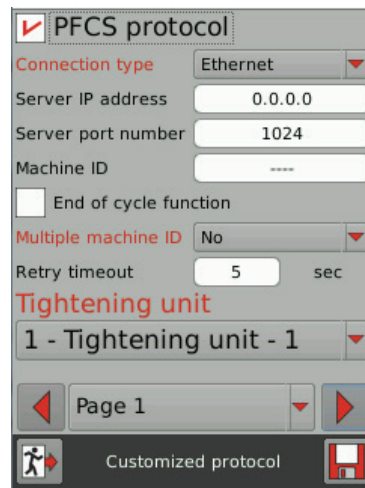 PFCS protocol
Connection type Ethernet
Server IP address 0.0.0.0
Server port number 1024
Machine ID ----
End of cycle function
Multiple machine ID No
Retry timeout 5 sec
Tightening unit
1 - Tightening unit - 1
Page 1
Customized protocol